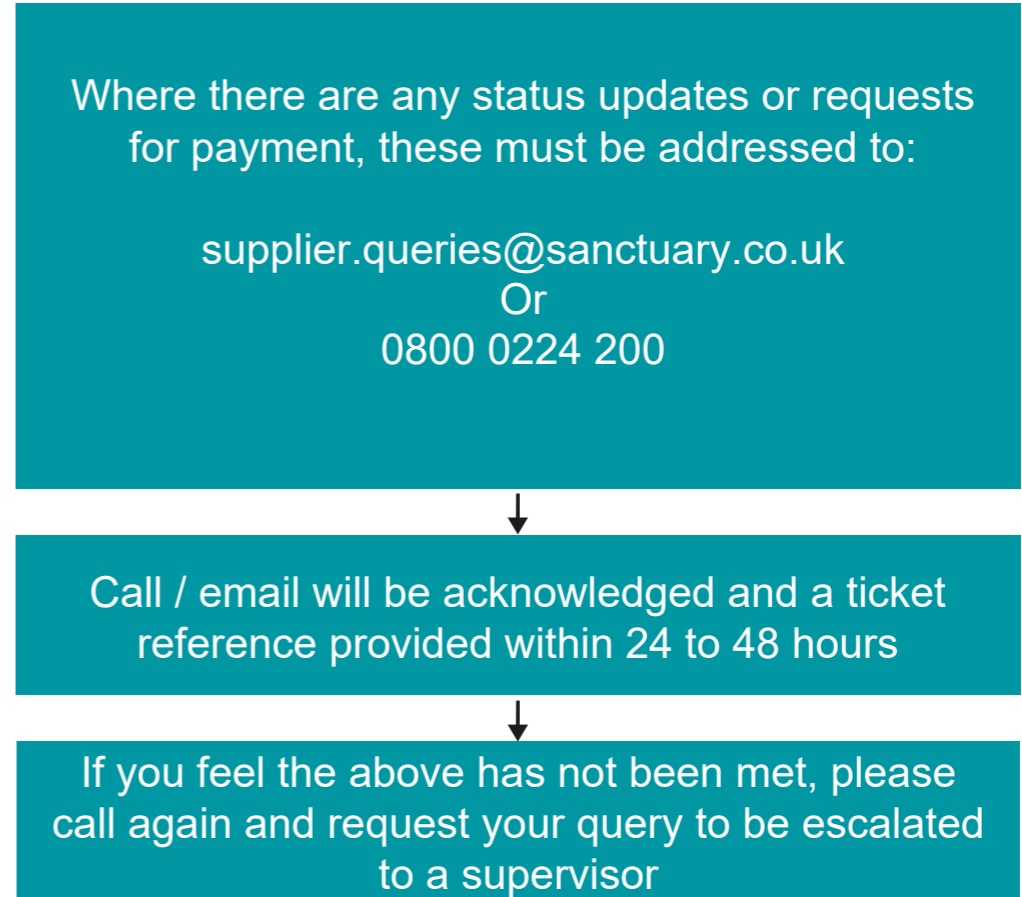 Where there are any status updates or requests
for payment, these must be addressed to:
supplier.queries@sanctuary.co.uk
Or
0800 0224 200
Call / email will be acknowledged and a ticket
reference provided within 24 to 48 hours
If you feel the above has not been met, please
call again and request your query to be escalated
to a supervisor